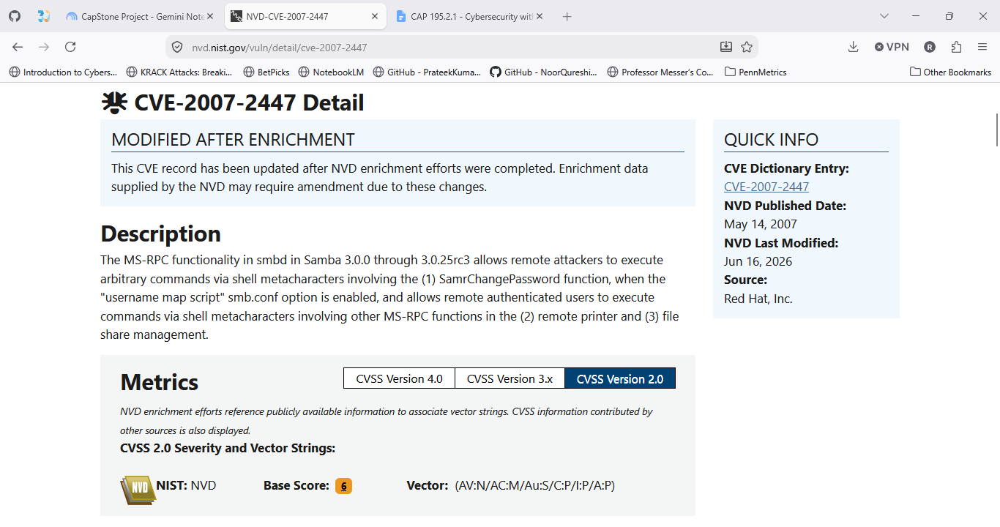 CapStone Project - Gemini Note
NVD-CVE-2007-2447
CAP 195.2.1 - Cybersecurity wit
nvd.nist.gov/vuln/detail/cve-2007-2447
VPN
R
Introduction to Cybers...
KRACK Attacks: Breaki...
BetPicks
NotebookLM
GitHub - PrateekKuma...
GitHub - NoorQureshi...
Professor Messer's Co...
PennMetrics
Other Bookmarks
CVE-2007-2447 Detail
MODIFIED AFTER ENRICHMENT
This CVE record has been updated after NVD enrichment efforts were completed. Enrichment data
supplied by the NVD may require amendment due to these changes.
Description
The MS-RPC functionality in smbd in Samba 3.0.0 through 3.0.25rc3 allows remote attackers to execute
arbitrary commands via shell metacharacters involving the (1) SamrChangePassword function, when the
"username map script" smb.conf option is enabled, and allows remote authenticated users to execute
commands via shell metacharacters involving other MS-RPC functions in the (2) remote printer and (3) file
share management.
Metrics
CVSS Version 4.0
CVSS Version 3.x
CVSS Version 2.0
NVD enrichment efforts reference publicly available information to associate vector strings. CVSS information contributed by
other sources is also displayed.
CVSS 2.0 Severity and Vector Strings:
NVD
NIST: NVD
Base Score: 6
Vector: (AV:N/AC:M/Au:S/C:P/I:P/A:P)
QUICK INFO
CVE Dictionary Entry:
CVE-2007-2447
NVD Published Date:
May 14, 2007
NVD Last Modified:
Jun 16, 2026
Source:
Red Hat, Inc.